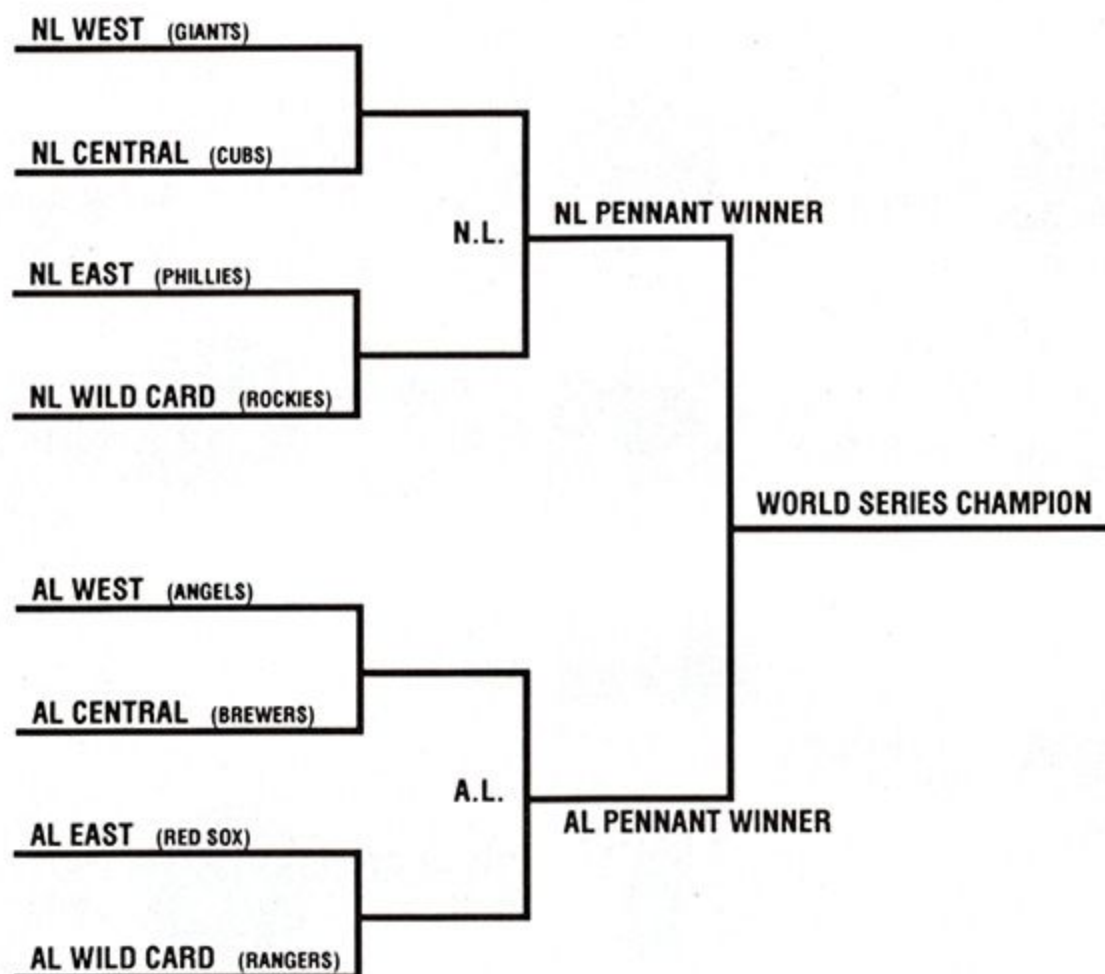 NL WEST (GIANTS)
NL CENTRAL (CUBS)
N.L.
NL PENNANT WINNER
NL EAST (PHILLIES)
NL WILD CARD (ROCKIES)
WORLD SERIES CHAMPION
AL WEST (ANGELS)
AL CENTRAL (BREWERS)
A.L.
AL PENNANT WINNER
AL EAST (RED SOX)
AL WILD CARD (RANGERS)